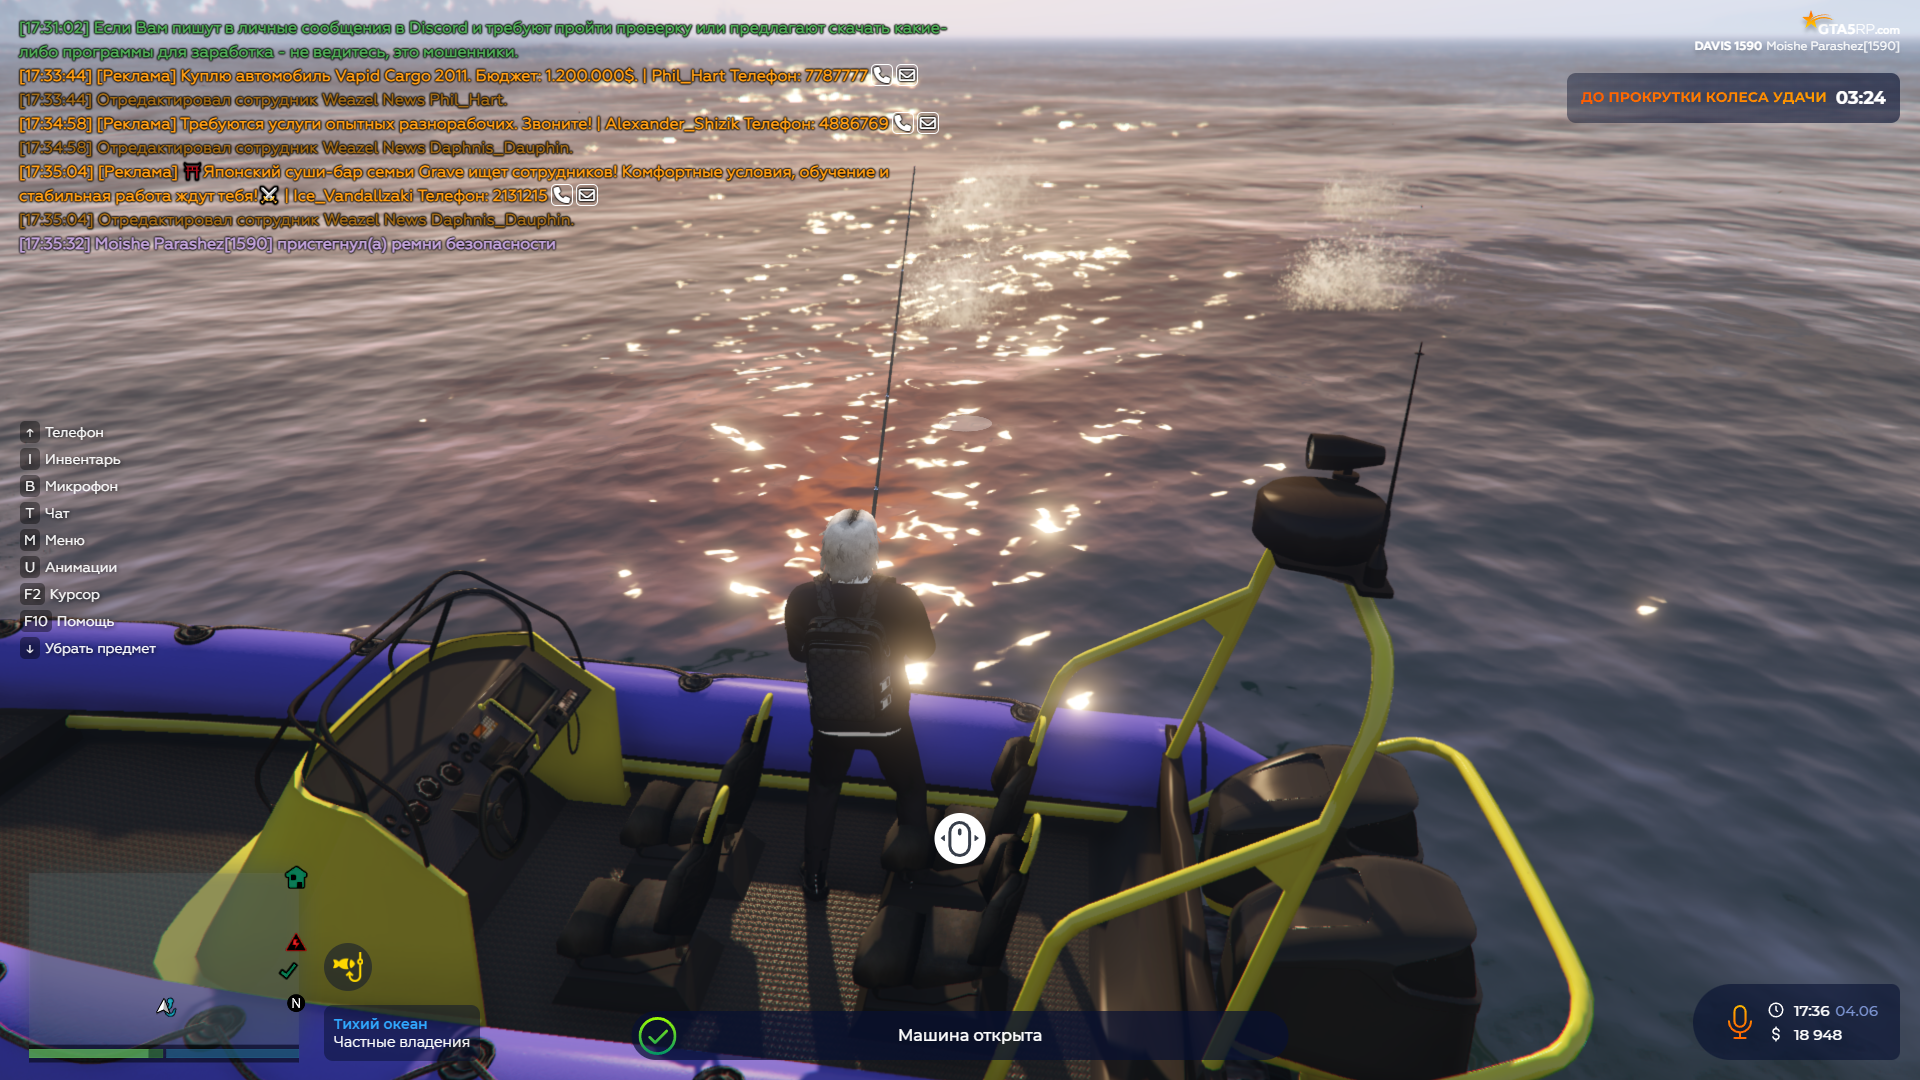 [17:31:02] Если Вам пишут в личные сообщения в Discord и требуют пройти проверку или предлагают скачать какие-
либо программы для заработка - не ведитесь, это мошенники.
[17:33:44] [Реклама] Куплю автомобиль Vapid Cargo 2011. Бюджет: 1.200.000$. | Phil_Hart Телефон: 7787777
[17:33:44] Отредактировал сотрудник Weazel News Phil_Hart.
[17:34:58] [Реклама] Требуются услуги опытных разнорабочих. Звоните! | Alexander_Shizik Телефон: 4886769
[17:34:58] Отредактировал сотрудник Weazel News Daphnis_Dauphin.
[17:35:04] [Реклама] Японский суши-бар семьи Grave ищет сотрудников! Комфортные условия, обучение и
стабильная работа ждут тебя! | Ice_Vandallzaki Телефон: 2131215
[17:35:04] Отредактировал сотрудник Weazel News Daphnis_Dauphin.
[17:35:32] Moishe Parashez[1590] пристегнул(а) ремни безопасности
GTA5RP.com
DAVIS 1590 Moishe Parashez[1590]
ДО ПРОКРУТКИ КОЛЕСА УДАЧИ 03:24
↑ Телефон
I Инвентарь
B Микрофон
T Чат
M Меню
U Анимации
F2 Курсор
F10 Помощь
↓ Убрать предмет
N
Тихий океан
Частные владения
Машина открыта
17:36 04.06
$ 18 948